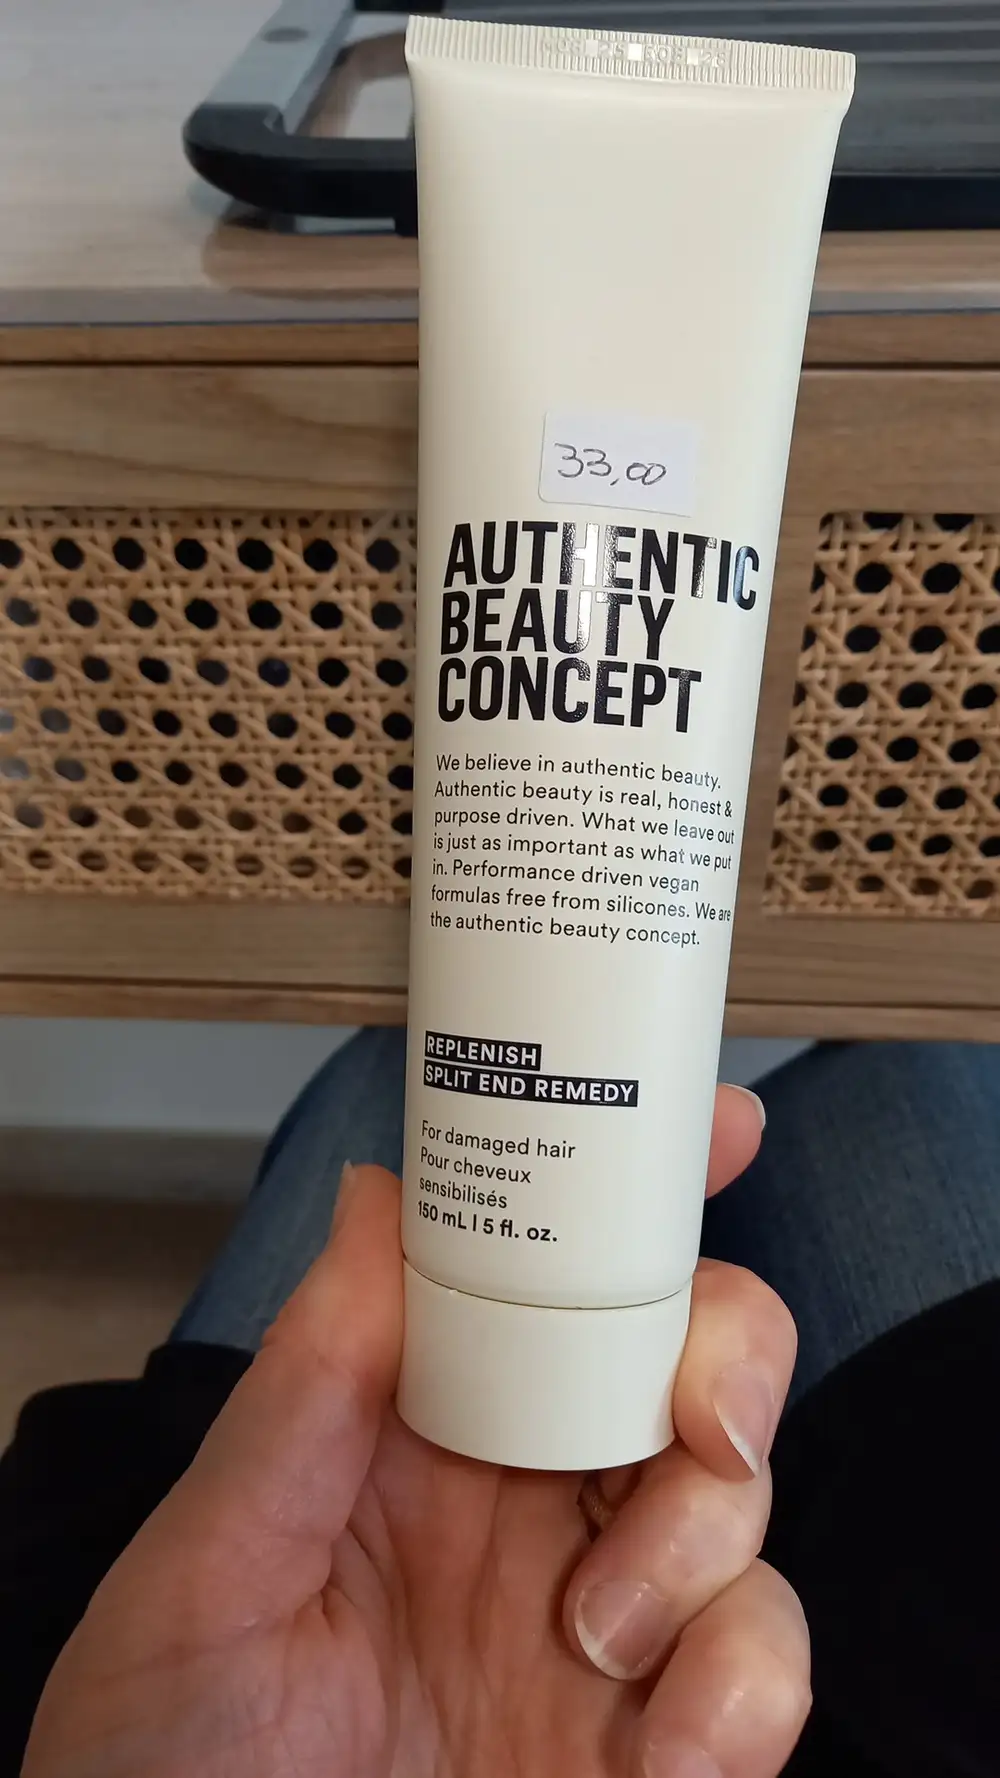 33,00
AUTHENTIC
BEAUTY
CONCEPT
We believe in authentic beauty.
Authentic beauty is real, honest &
purpose driven. What we leave out
is just as important as what we put
in. Performance driven vegan
formulas free from silicones. We are
the authentic beauty concept.
REPLENISH
SPLIT END REMEDY
For damaged hair
Pour cheveux
sensibilisés
150 mL | 5 fl. oz.